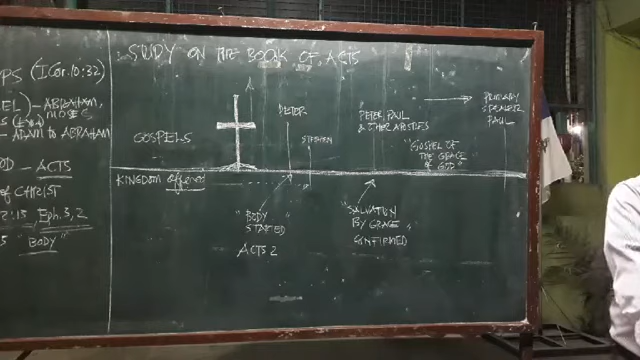 PS (I COR. 10:32)
EL) - ABRAHAM,
MOSES
- ADAM TO ABRAHAM
OD - ACTS
OF CHRIST
2:15 = Eph. 3, 2
"BODY"
STUDY ON THE BOOK OF ACTS
GOSPELS
PETER
STEPHEN
PETER, PAUL
& OTHER APOSTLES
PRIMARY
SPEAKER
PAUL
"GOSPEL OF
THE GRACE
OF GOD"
KINGDOM offered
"BODY
STARTED"
ACTS 2
"SALVATION
BY GRACE"
CONFIRMED